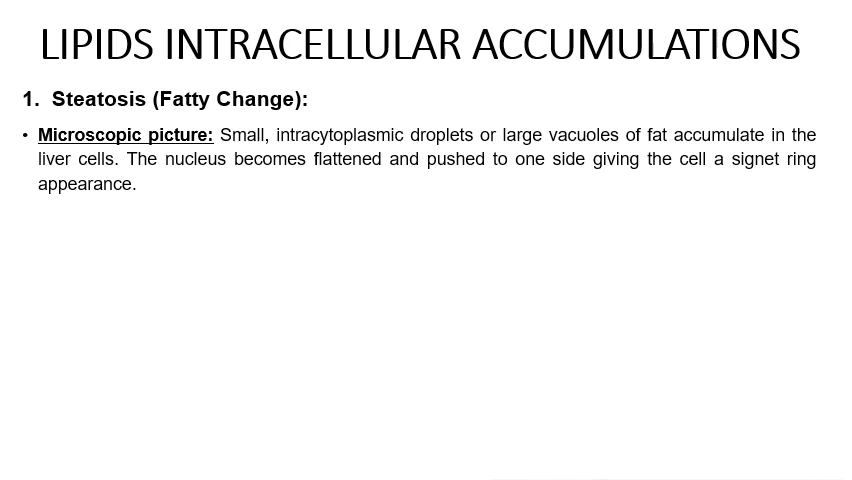 LIPIDS INTRACELLULAR ACCUMULATIONS
1. Steatosis (Fatty Change):
• Microscopic picture: Small, intracytoplasmic droplets or large vacuoles of fat accumulate in the
liver cells. The nucleus becomes flattened and pushed to one side giving the cell a signet ring
appearance.